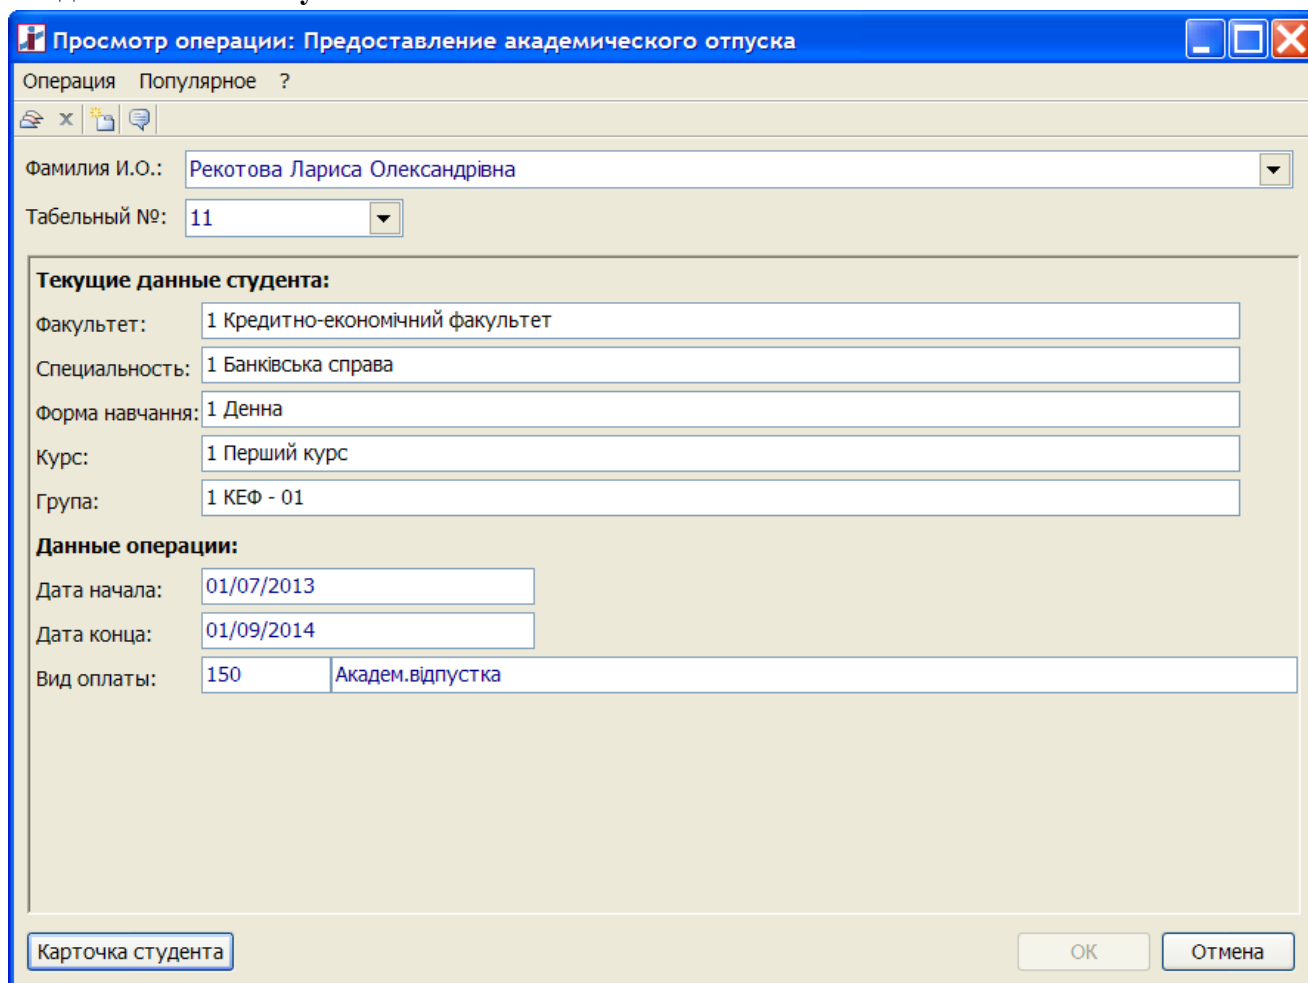 Просмотр операции: Предоставление академического отпуска
Операция Популярное ?
Фамилия И.О.: Рекотова Лариса Олександрівна
Табельный №: 11
Текущие данные студента:
Факультет: 1 Кредитно-економічний факультет
Специальность: 1 Банківська справа
Форма навчання: 1 Денна
Курс: 1 Перший курс
Група: 1 КЕФ - 01
Данные операции:
Дата начала: 01/07/2013
Дата конца: 01/09/2014
Вид оплаты: 150 Академ.відпустка
Карточка студента ОК Отмена